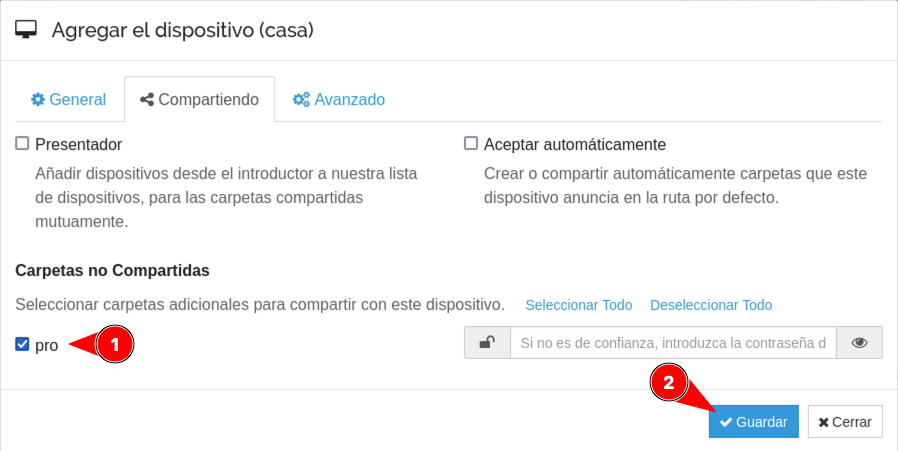 Agregar el dispositivo (casa)
General
Compartiendo
Avanzado
Presentador
Añadir dispositivos desde el introductor a nuestra lista
de dispositivos, para las carpetas compartidas
mutuamente.
Aceptar automáticamente
Crear o compartir automáticamente carpetas que este
dispositivo anuncia en la ruta por defecto.
Carpetas no Compartidas
Seleccionar carpetas adicionales para compartir con este dispositivo. Seleccionar Todo Deseleccionar Todo
pro
1
Si no es de confianza, introduzca la contraseña d
2
Guardar
Cerrar